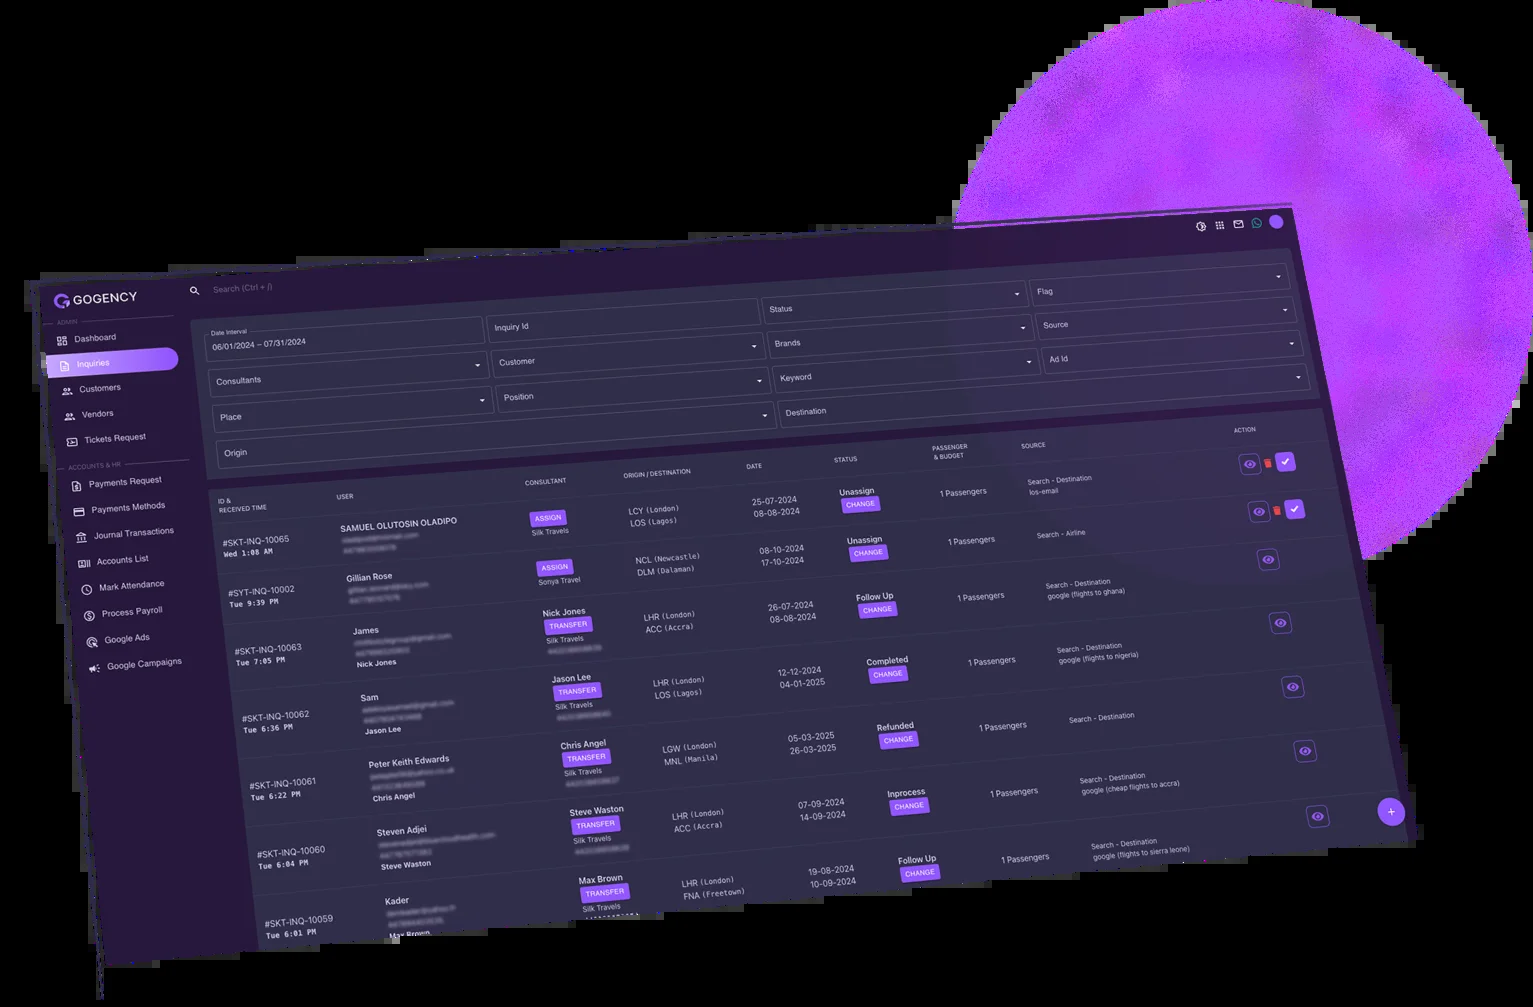 GOGENCY
Search (Ctrl + /)
ADMIN
Dashboard
Inquiries
Customers
Vendors
Tickets Request
ACCOUNTS & HR
Payments Request
Payments Methods
Journal Transactions
Accounts List
Mark Attendance
Process Payroll
Google Ads
Google Campaigns
Date Interval
06/01/2024 – 07/31/2024
Inquiry Id
Status
Flag
Consultants
Customer
Brands
Source
Place
Position
Keyword
Ad Id
Origin
Destination
ID &
RECEIVED TIME
USER
CONSULTANT
ORIGIN / DESTINATION
DATE
STATUS
PASSENGER
& BUDGET
SOURCE
ACTION
#SKT-INQ-10065
Wed 1:08 AM
SAMUEL OLUTOSIN OLADIPO
ASSIGN
Silk Travels
LCY (London)
LOS (Lagos)
25-07-2024
08-08-2024
Unassign
CHANGE
1 Passengers
Search - Destination
los-email
#SYT-INQ-10002
Tue 9:39 PM
Gillian Rose
ASSIGN
Sonya Travel
NCL (Newcastle)
DLM (Dalaman)
08-10-2024
17-10-2024
Unassign
CHANGE
1 Passengers
Search - Airline
#SKT-INQ-10063
Tue 7:05 PM
James
Nick Jones
Nick Jones
TRANSFER
Silk Travels
LHR (London)
ACC (Accra)
26-07-2024
08-08-2024
Follow Up
CHANGE
1 Passengers
Search - Destination
google (flights to ghana)
#SKT-INQ-10062
Tue 6:36 PM
Sam
Jason Lee
Jason Lee
TRANSFER
Silk Travels
LHR (London)
LOS (Lagos)
12-12-2024
04-01-2025
Completed
CHANGE
1 Passengers
Search - Destination
google (flights to nigeria)
#SKT-INQ-10061
Tue 6:22 PM
Peter Keith Edwards
Chris Angel
Chris Angel
TRANSFER
Silk Travels
LGW (London)
MNL (Manila)
05-03-2025
26-03-2025
Refunded
CHANGE
1 Passengers
Search - Destination
#SKT-INQ-10060
Tue 6:04 PM
Steven Adjei
Steve Waston
Steve Waston
TRANSFER
Silk Travels
LHR (London)
ACC (Accra)
07-09-2024
14-09-2024
Inprocess
CHANGE
1 Passengers
Search - Destination
google (cheap flights to accra)
#SKT-INQ-10059
Tue 6:01 PM
Kader
Max Brown
Max Brown
TRANSFER
Silk Travels
LHR (London)
FNA (Freetown)
19-08-2024
10-09-2024
Follow Up
CHANGE
1 Passengers
Search - Destination
google (flights to sierra leone)